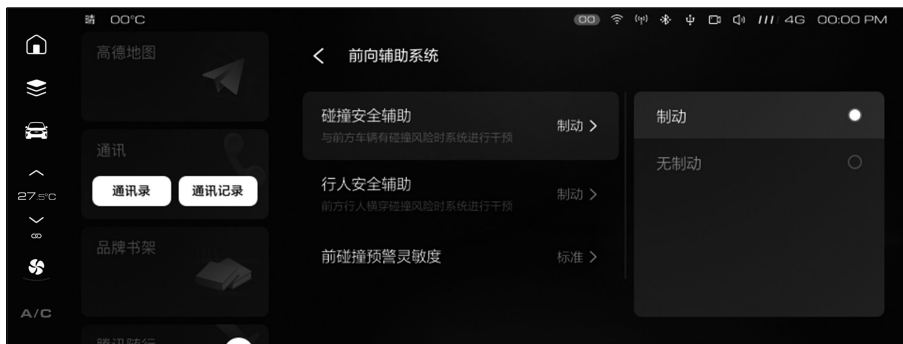 晴 00°C
00
4G 00:00 PM
高德地图
前向辅助系统
碰撞安全辅助
与前方车辆有碰撞风险时系统进行干预
制动
制动
无制动
通讯
通讯录 通讯记录
行人安全辅助
前方行人横穿碰撞风险时系统进行干预
制动
27.5°C
品牌书架
前碰撞预警灵敏度
标准
A/C
腾讯随行